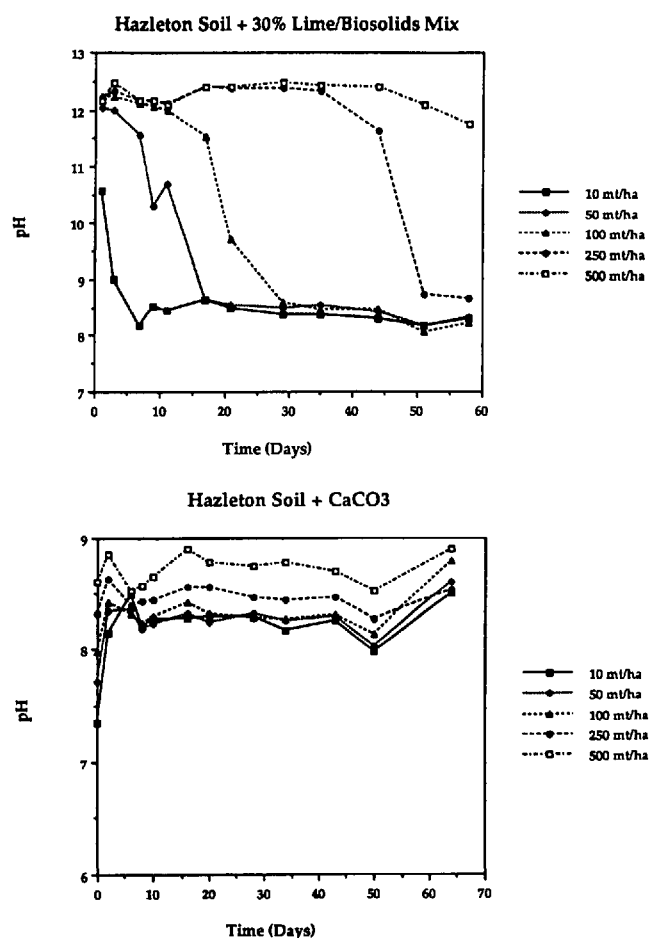 Hazleton Soil + 30% Lime/Biosolids Mix
13
12
11
10
9
8
7
pH
0
10
20
30
40
50
60
Time (Days)
10 mt/ha
50 mt/ha
100 mt/ha
250 mt/ha
500 mt/ha
Hazleton Soil + CaCO3
9
8
7
6
pH
0
10
20
30
40
50
60
70
Time (Days)
10 mt/ha
50 mt/ha
100 mt/ha
250 mt/ha
500 mt/ha